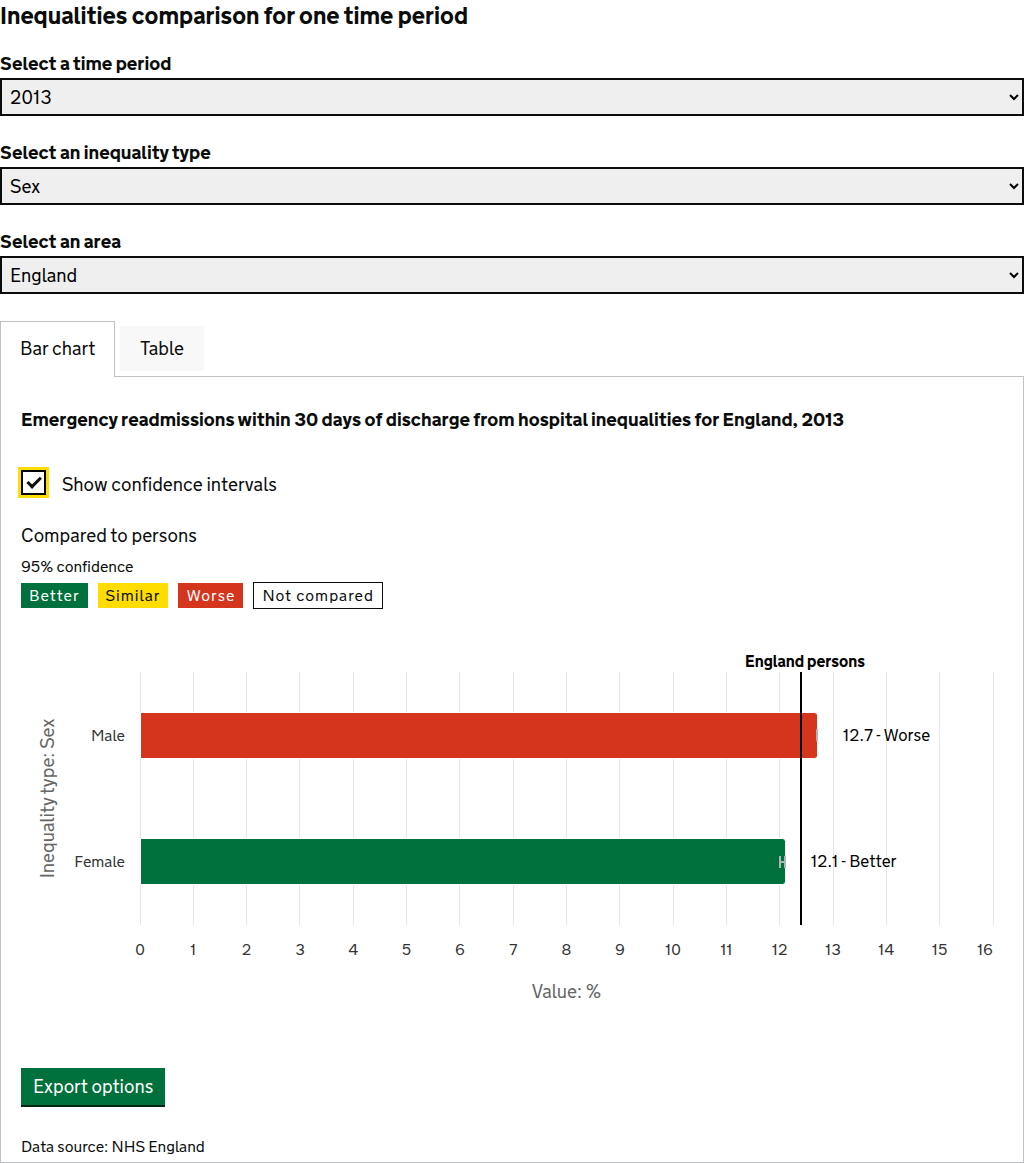 Inequalities comparison for one time period
Select a time period
2013
Select an inequality type
Sex
Select an area
England
Bar chart Table
Emergency readmissions within 30 days of discharge from hospital inequalities for England, 2013
Show confidence intervals
Compared to persons
95% confidence
Better Similar Worse Not compared
England persons
Inequality type: Sex
Male 12.7 - Worse
Female 12.1 - Better
0 1 2 3 4 5 6 7 8 9 10 11 12 13 14 15 16
Value: %
Export options
Data source: NHS England